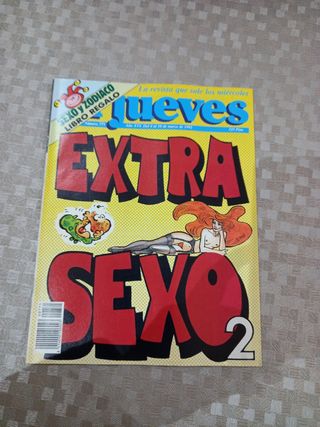 La revista que sale los miércoles
SEXO y ZODIACO
LIBRO REGALO
jueves
EXTRA
SEXO
2